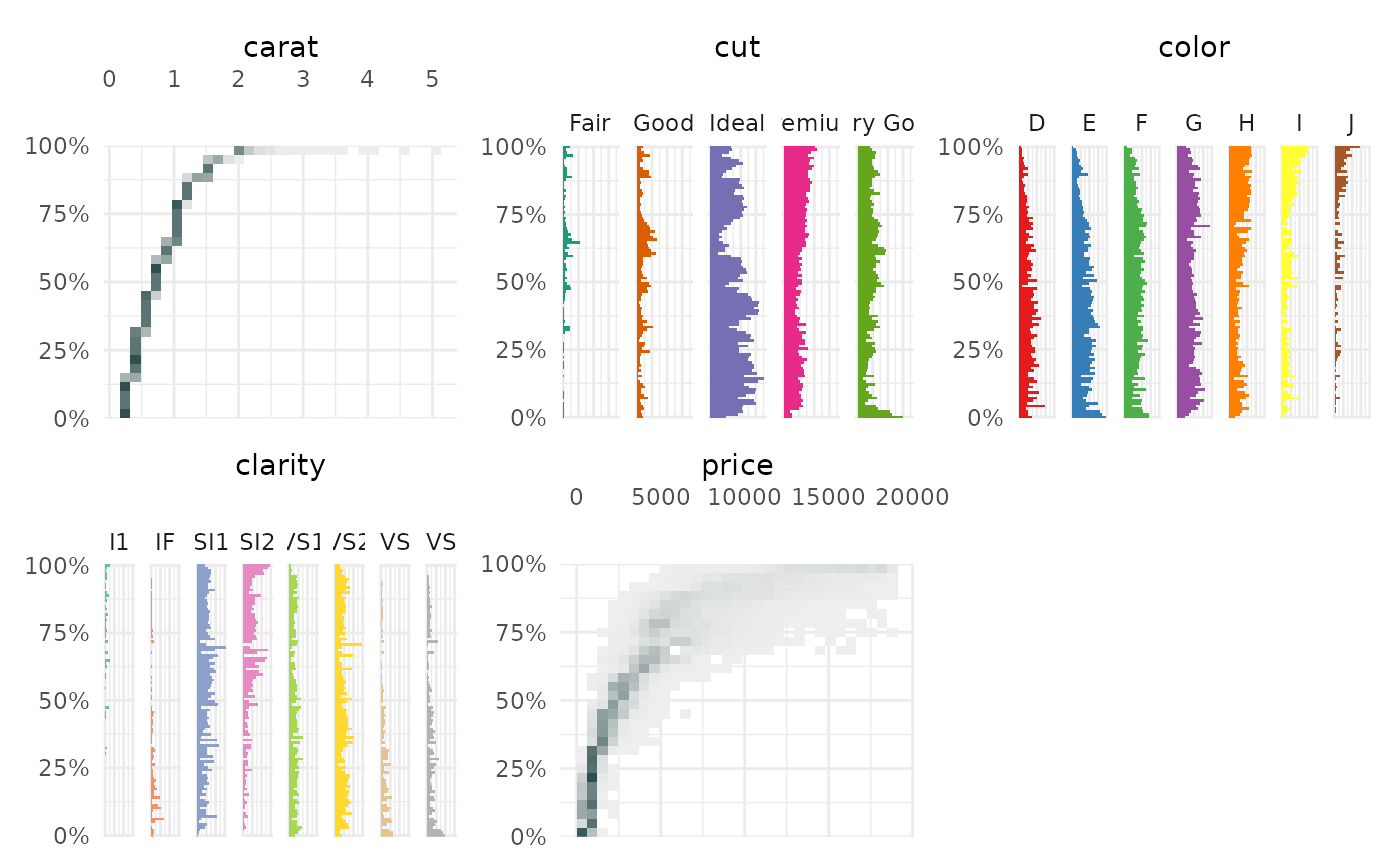 carat
cut
color
0 1 2 3 4 5
Fair Good Ideal emiu ry Go
D E F G H I J
100% 100% 100%
75% 75% 75%
50% 50% 50%
25% 25% 25%
0% 0% 0%
clarity
price
0 5000 10000 15000 20000
I1 IF SI1 SI2 VS1 VS2 VS VS
100% 100%
75% 75%
50% 50%
25% 25%
0% 0%